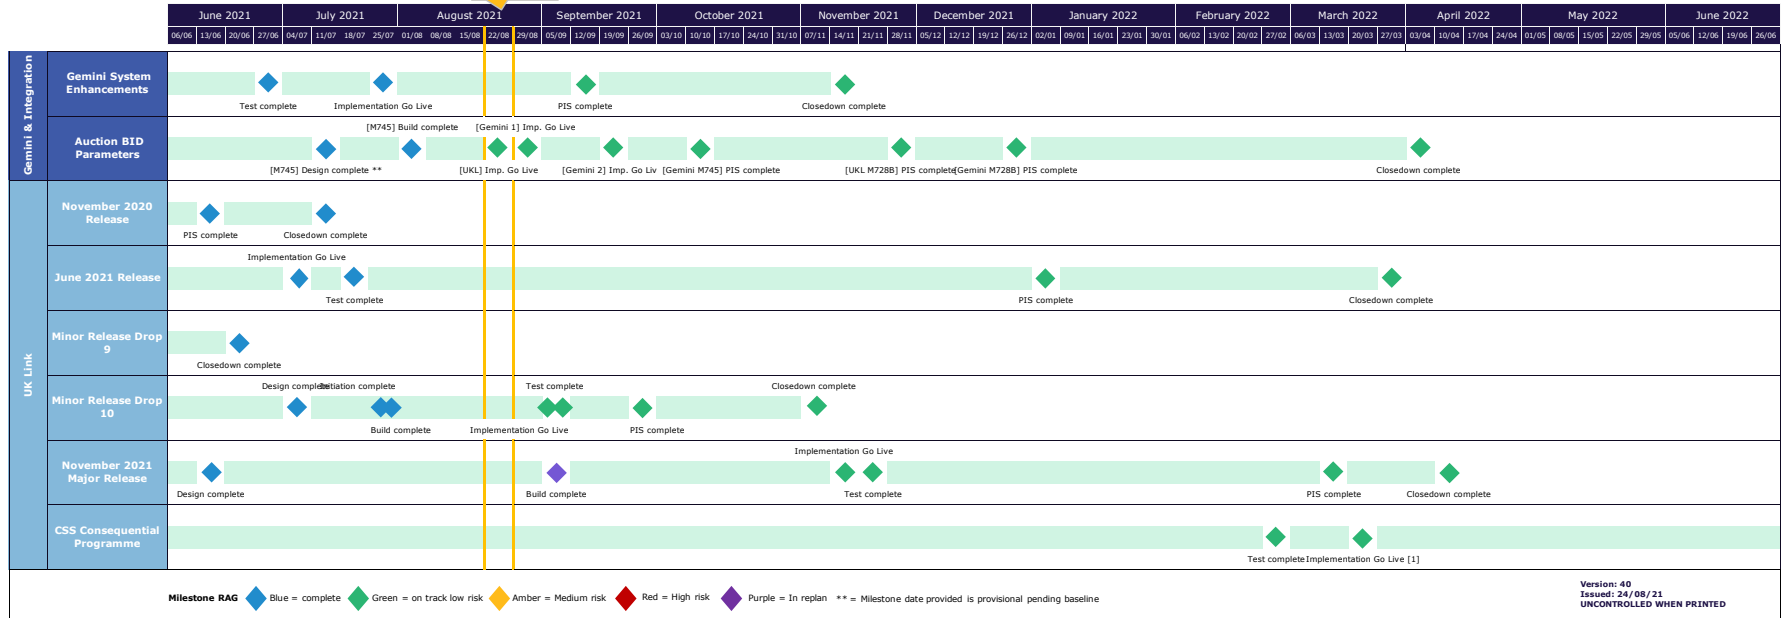 June 2021 July 2021 August 2021 September 2021 October 2021 November 2021 December 2021 January 2022 February 2022 March 2022 April 2022 May 2022 June 2022
06/06 13/06 20/06 27/06 04/07 11/07 18/07 25/07 01/08 08/08 15/08 22/08 29/08 05/09 12/09 19/09 26/09 03/10 10/10 17/10 24/10 31/10 07/11 14/11 21/11 28/11 05/12 12/12 19/12 26/12 02/01 09/01 16/01 23/01 30/01 06/02 13/02 20/02 27/02 06/03 13/03 20/03 27/03 03/04 10/04 17/04 24/04 01/05 08/05 15/05 22/05 29/05 05/06 12/06 19/06 26/06
Gemini & Integration
Gemini System
Enhancements
Test complete Implementation Go Live PIS complete Closedown complete
[M745] Build complete [Gemini 1] Imp. Go Live
Auction BID
Parameters
[M745] Design complete ** [UKL] Imp. Go Live [Gemini 2] Imp. Go Liv [Gemini M745] PIS complete [UKL M728B] PIS complete [Gemini M728B] PIS complete Closedown complete
UK Link
November 2020
Release
PIS complete Closedown complete
Implementation Go Live
June 2021 Release
Test complete PIS complete Closedown complete
Minor Release Drop
9
Closedown complete
Design complete Initiation complete Test complete Closedown complete
Minor Release Drop
10
Build complete Implementation Go Live PIS complete
Implementation Go Live
November 2021
Major Release
Design complete Build complete Test complete PIS complete Closedown complete
CSS Consequential
Programme
Test complete Implementation Go Live [1]
Milestone RAG Blue = complete Green = on track low risk Amber = Medium risk Red = High risk Purple = In replan ** = Milestone date provided is provisional pending baseline
Version: 40
Issued: 24/08/21
UNCONTROLLED WHEN PRINTED